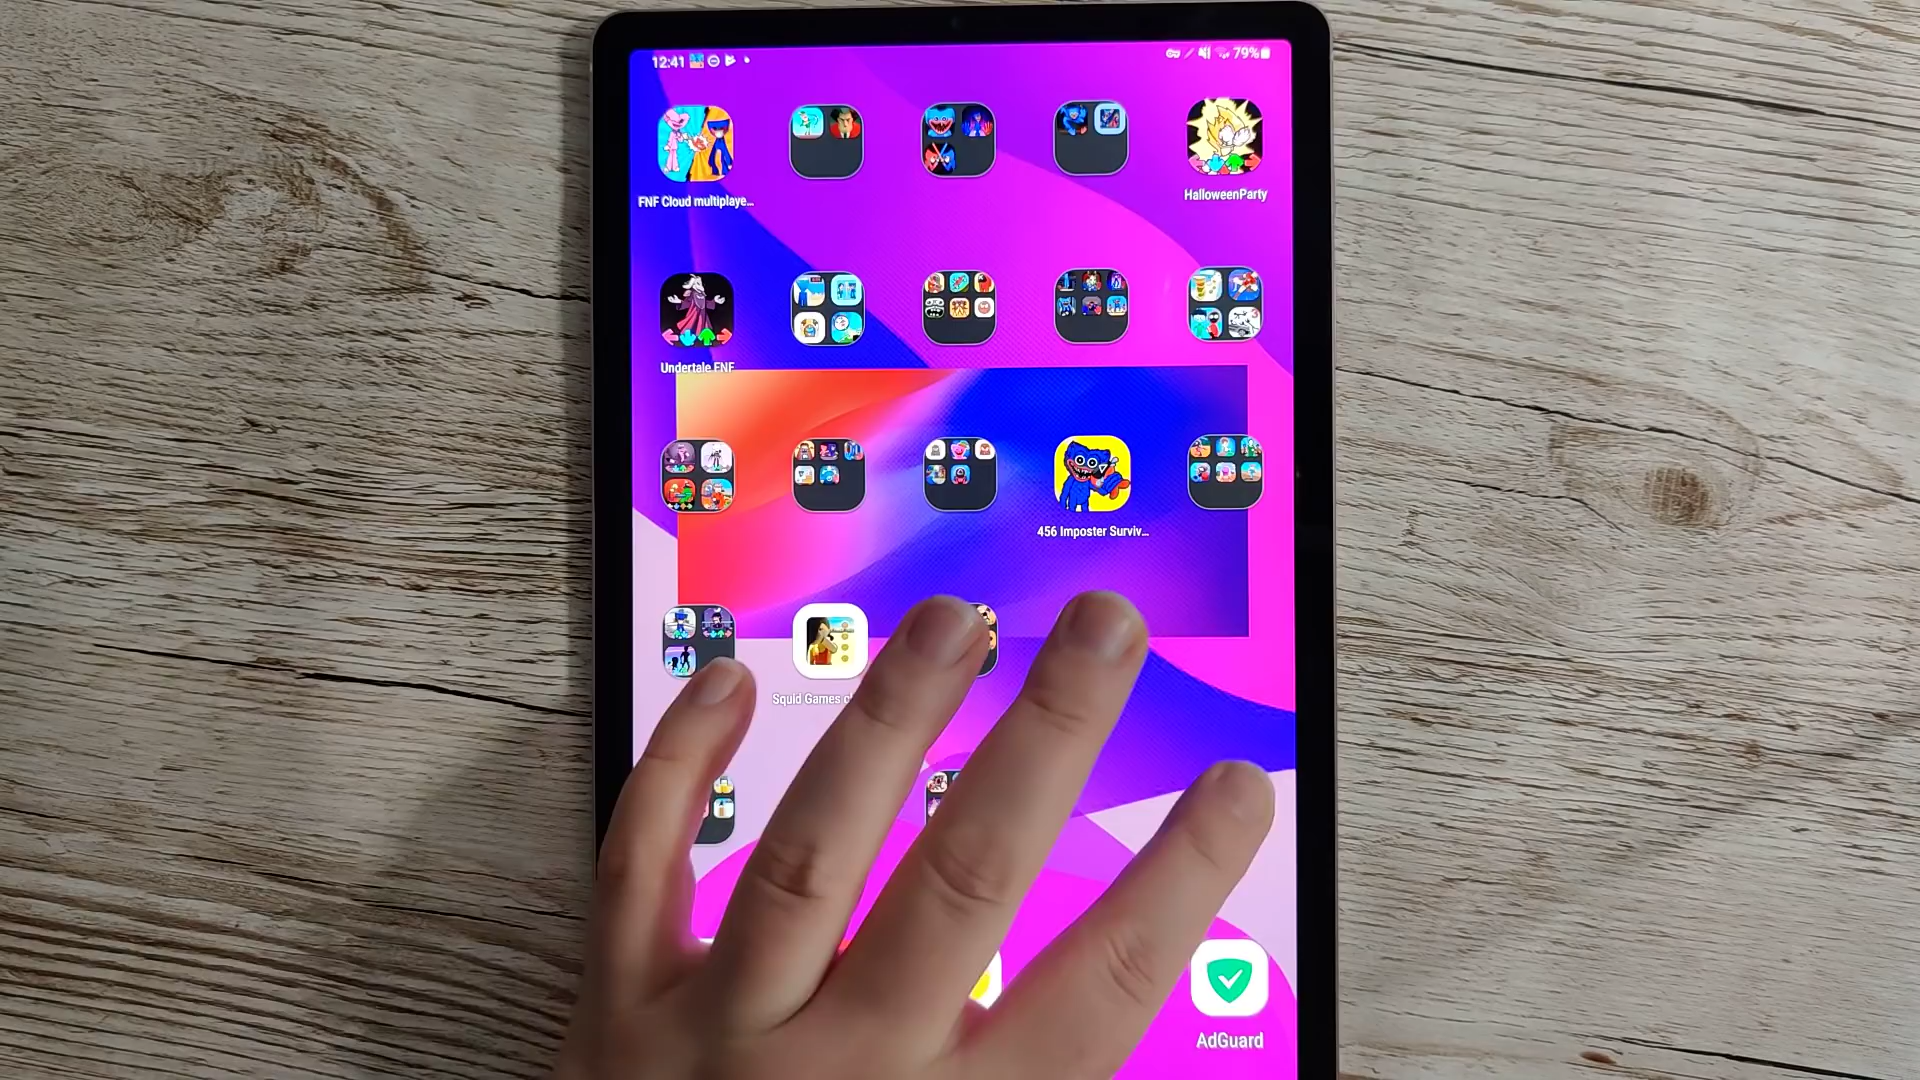 12:41
79%
FNF Cloud multiplaye...
HalloweenParty
Undertale FNF
456 Imposter Surviv...
Squid Games
AdGuard